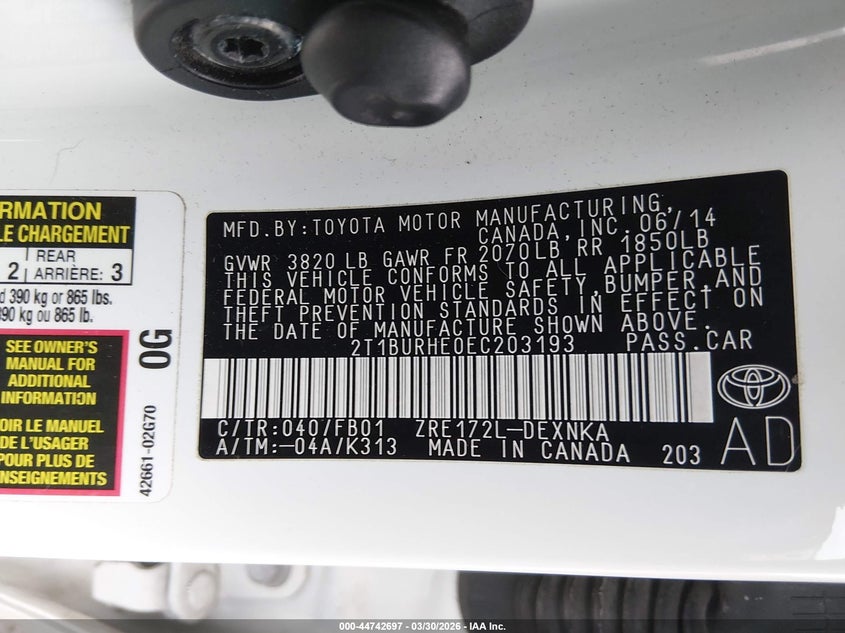 RMATION
LE CHARGEMENT
2 REAR ARRIÈRE: 3
390 kg or 865 lbs.
390 kg ou 865 lb.
SEE OWNER'S
MANUAL FOR
ADDITIONAL
INFORMATION
OIR LE MANUEL
DE L'USAGER
POUR PLUS DE
NSEIGNEMENTS
0G
42661-02G70
MFD.BY:TOYOTA MOTOR MANUFACTURING,
CANADA,INC.06/14
GVWR 3820 LB GAWR FR 2070LB RR 1850LB
THIS VEHICLE CONFORMS TO ALL APPLICABLE
FEDERAL MOTOR VEHICLE SAFETY,BUMPER,AND
THEFT PREVENTION STANDARDS IN EFFECT ON
THE DATE OF MANUFACTURE SHOWN ABOVE.
2T1BURHE0EC203193 PASS.CAR
C/TR:040/FB01 ZRE172L-DEXNKA
A/TM:-04A/K313 MADE IN CANADA 203
AD
000-44742697 - 03/30/2026 - IAA Inc.